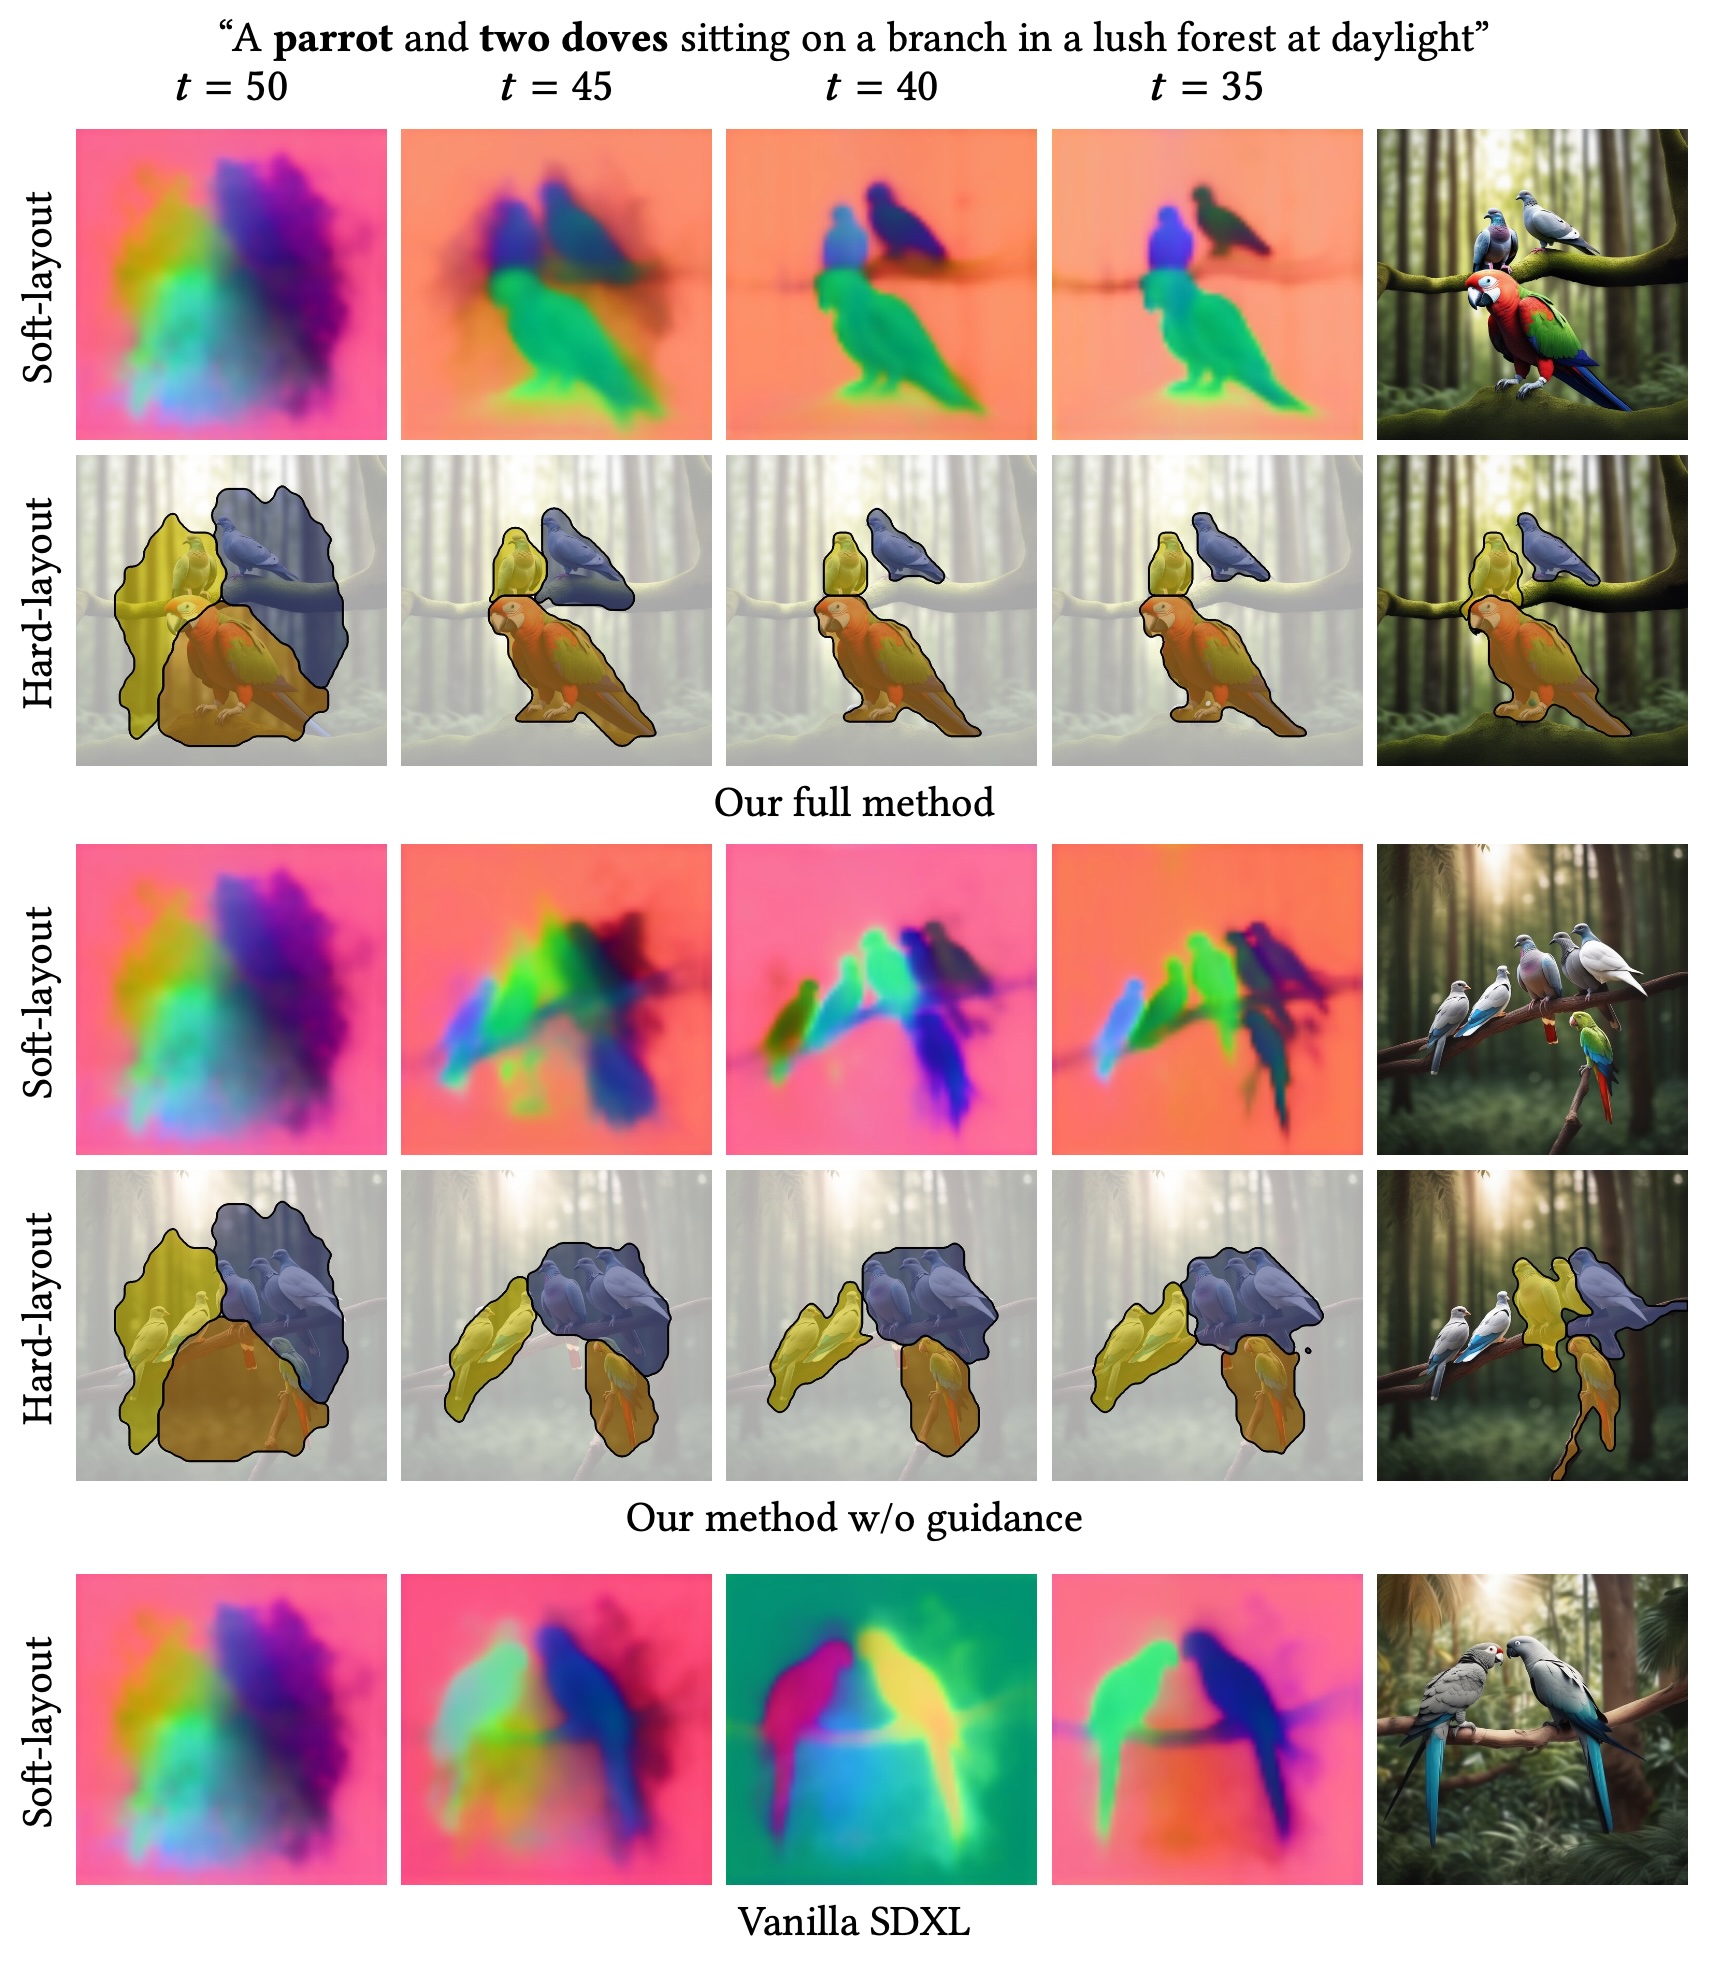 “A parrot and two doves sitting on a branch in a lush forest at daylight”
t = 50 t = 45 t = 40 t = 35
Soft-layout
Hard-layout
Our full method
Soft-layout
Hard-layout
Our method w/o guidance
Soft-layout
Vanilla SDXL